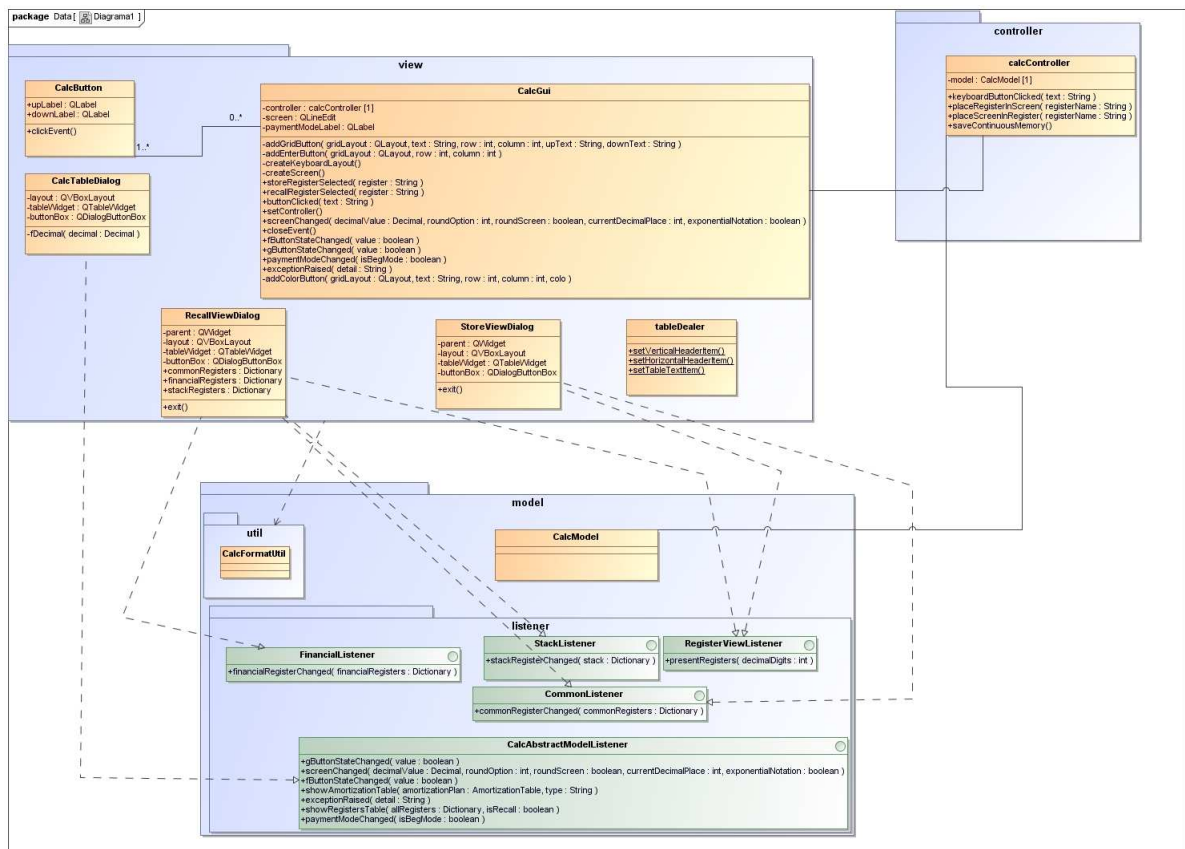 package Data [ Diagrama1 ]
controller
calcController
-model : CalcModel [1]
+keyboardButtonClicked( text : String )
+placeRegisterInScreen( registerName : String )
+placeScreenInRegister( registerName : String )
+saveContinuousMemory()
view
CalcButton
+upLabel : QLabel
+downLabel : QLabel
+clickEvent()
0..*
1..*
CalcGui
-controller : calcController [1]
-screen : QLineEdit
-paymentModeLabel : QLabel
-addGridButton( gridLayout : QLayout, text : String, row : int, column : int, upText : String, downText : String )
-addEnterButton( gridLayout : QLayout, row : int, column : int )
-createKeyboardLayout()
-createScreen()
+storeRegisterSelected( register : String )
+recallRegisterSelected( register : String )
+buttonClicked( text : String )
+setController()
+screenChanged( decimalValue : Decimal, roundOption : int, roundScreen : boolean, currentDecimalPlace : int, exponentialNotation : boolean )
+closeEvent()
+fButtonStateChanged( value : boolean )
+gButtonStateChanged( value : boolean )
+paymentModeChanged( isBegMode : boolean )
+exceptionRaised( detail : String )
-addColorButton( gridLayout : QLayout, text : String, row : int, column : int, colo )
CalcTableDialog
-layout : QVBoxLayout
-tableWidget : QTableWidget
-buttonBox : QDialogButtonBox
-fDecimal( decimal : Decimal )
RecallViewDialog
-parent : QWidget
-layout : QVBoxLayout
-tableWidget : QTableWidget
-buttonBox : QDialogButtonBox
+commonRegisters : Dictionary
+financialRegisters : Dictionary
+stackRegisters : Dictionary
+exit()
StoreViewDialog
-parent : QWidget
-layout : QVBoxLayout
-tableWidget : QTableWidget
-buttonBox : QDialogButtonBox
+exit()
tableDealer
+setVerticalHeaderItem()
+setHorizontalHeaderItem()
+setTableTextItem()
model
util
CalcFormatUtil
CalcModel
listener
FinancialListener
+financialRegisterChanged( financialRegisters : Dictionary )
StackListener
+stackRegisterChanged( stack : Dictionary )
RegisterViewListener
+presentRegisters( decimalDigits : int )
CommonListener
+commonRegisterChanged( commonRegisters : Dictionary )
CalcAbstractModelListener
+gButtonStateChanged( value : boolean )
+screenChanged( decimalValue : Decimal, roundOption : int, roundScreen : boolean, currentDecimalPlace : int, exponentialNotation : boolean )
+fButtonStateChanged( value : boolean )
+showAmortizationTable( amortizationPlan : AmortizationTable, type : String )
+exceptionRaised( detail : String )
+showRegistersTable( allRegisters : Dictionary, isRecall : boolean )
+paymentModeChanged( isBegMode : boolean )